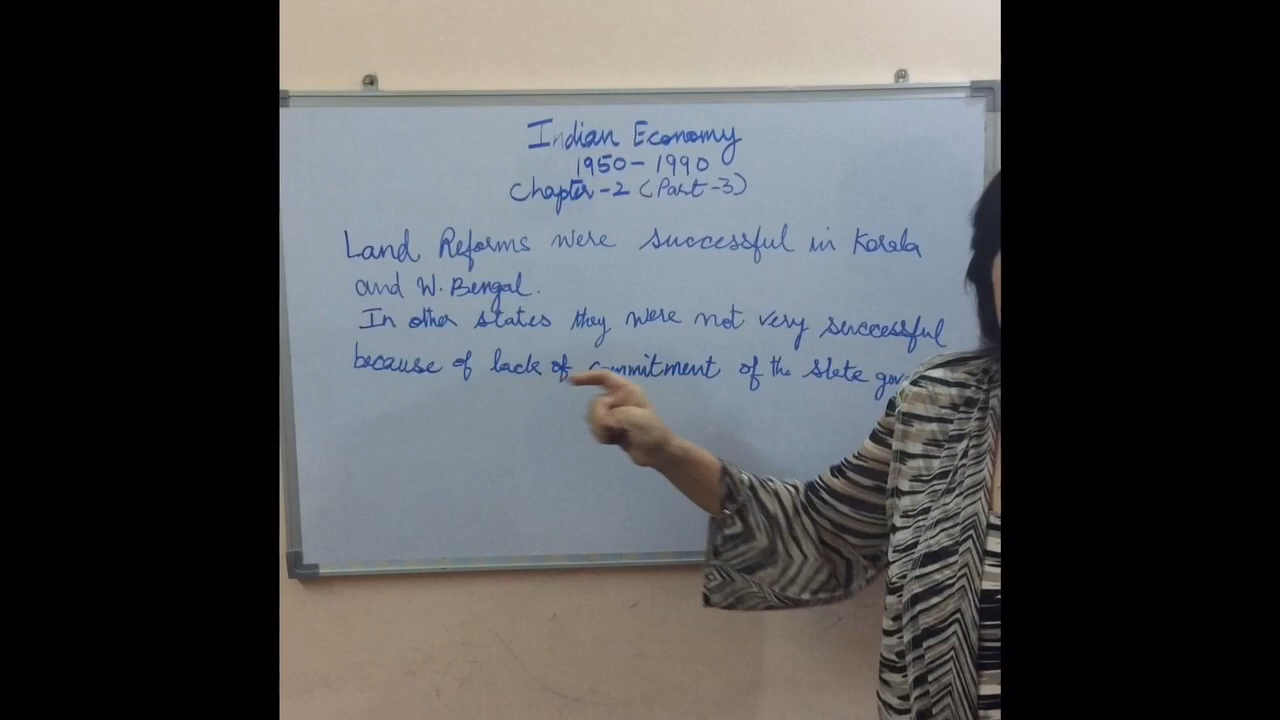 Indian Economy
1950-1990
Chapter-2 (Part-3)
Land Reforms were successful in Kerala
and W. Bengal.
In other states they were not very successful
because of lack of commitment of the state gov